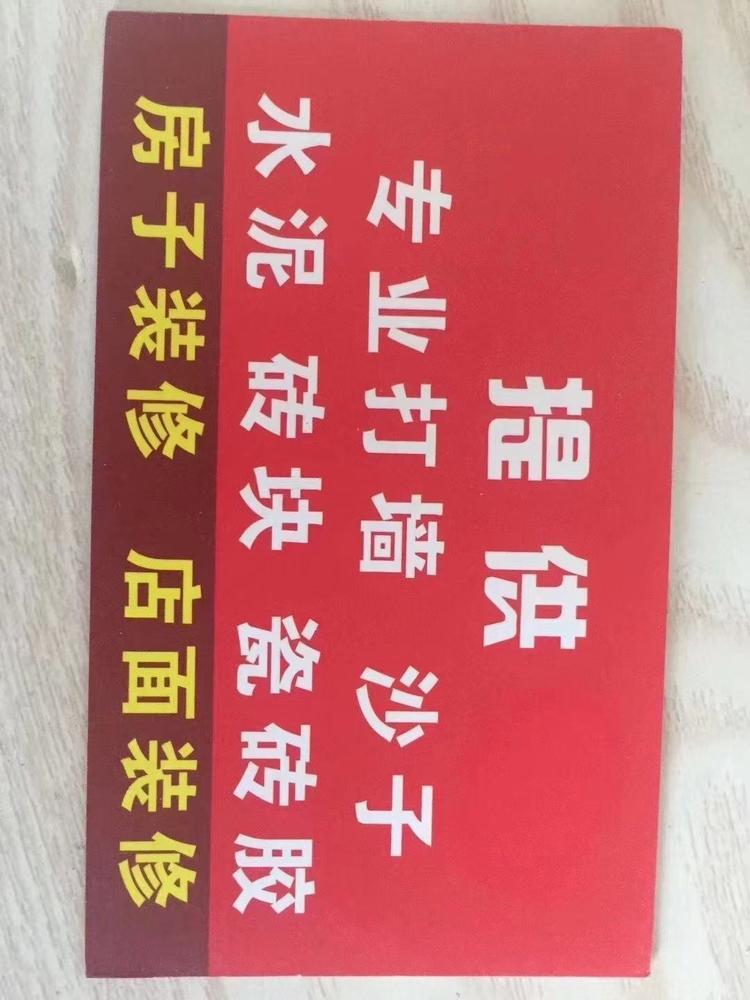 提供
专业打墙 沙子
水泥 砖块 瓷砖胶
房子装修 店面装修